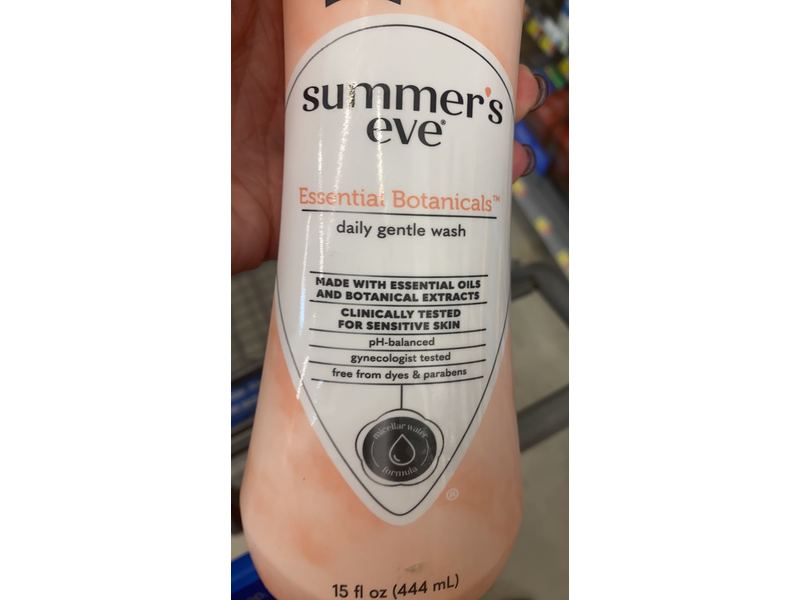 summer's
eve®
Essential Botanicals™
daily gentle wash
MADE WITH ESSENTIAL OILS
AND BOTANICAL EXTRACTS
CLINICALLY TESTED
FOR SENSITIVE SKIN
pH-balanced
gynecologist tested
free from dyes & parabens
micellar water
formula
®
15 fl oz (444 mL)